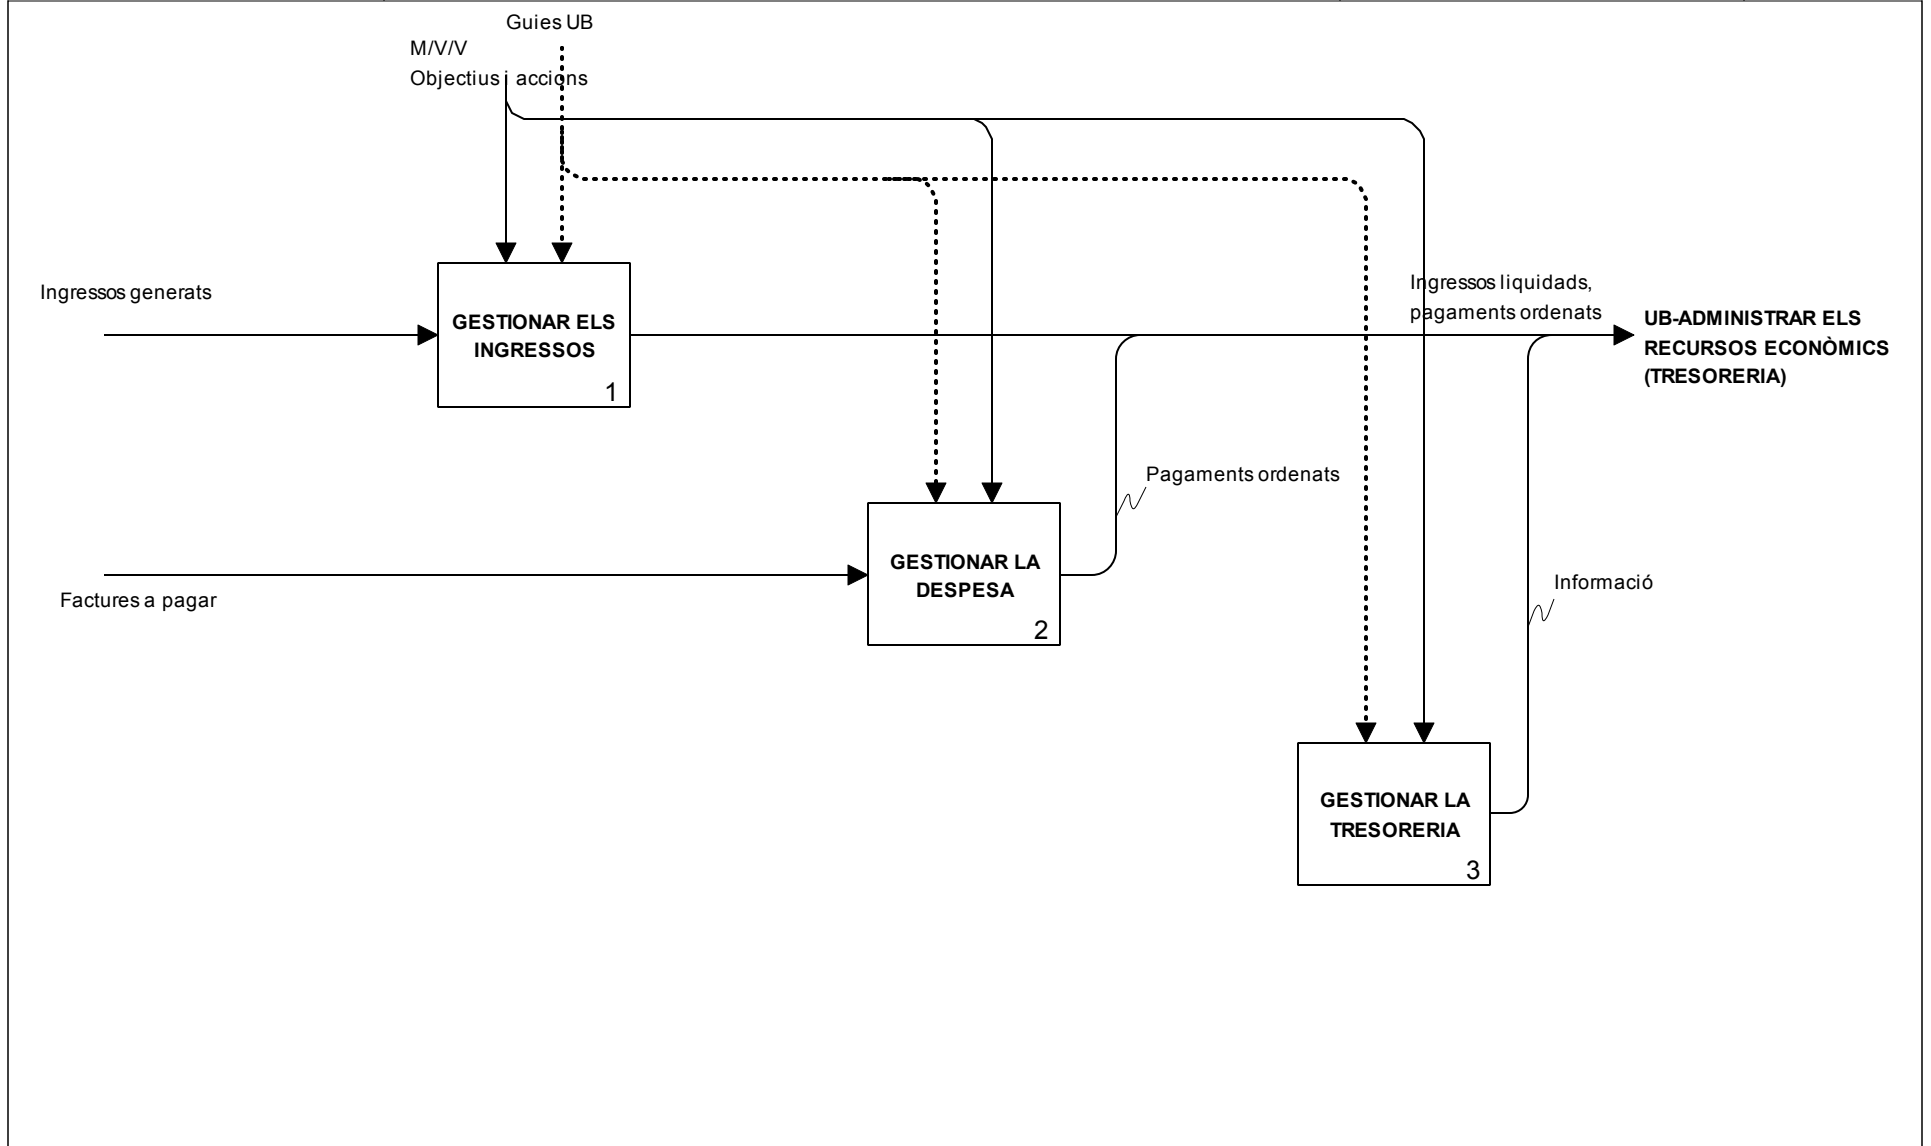 Guies UB
M/V/V
Objectius i accions
Ingressos generats
GESTIONAR ELS
INGRESSOS
1
Ingressos liquidads,
pagaments ordenats
UB-ADMINISTRAR ELS
RECURSOS ECONÒMICS
(TRESORERIA)
Pagaments ordenats
GESTIONAR LA
DESPESA
2
Factures a pagar
Informació
GESTIONAR LA
TRESORERIA
3